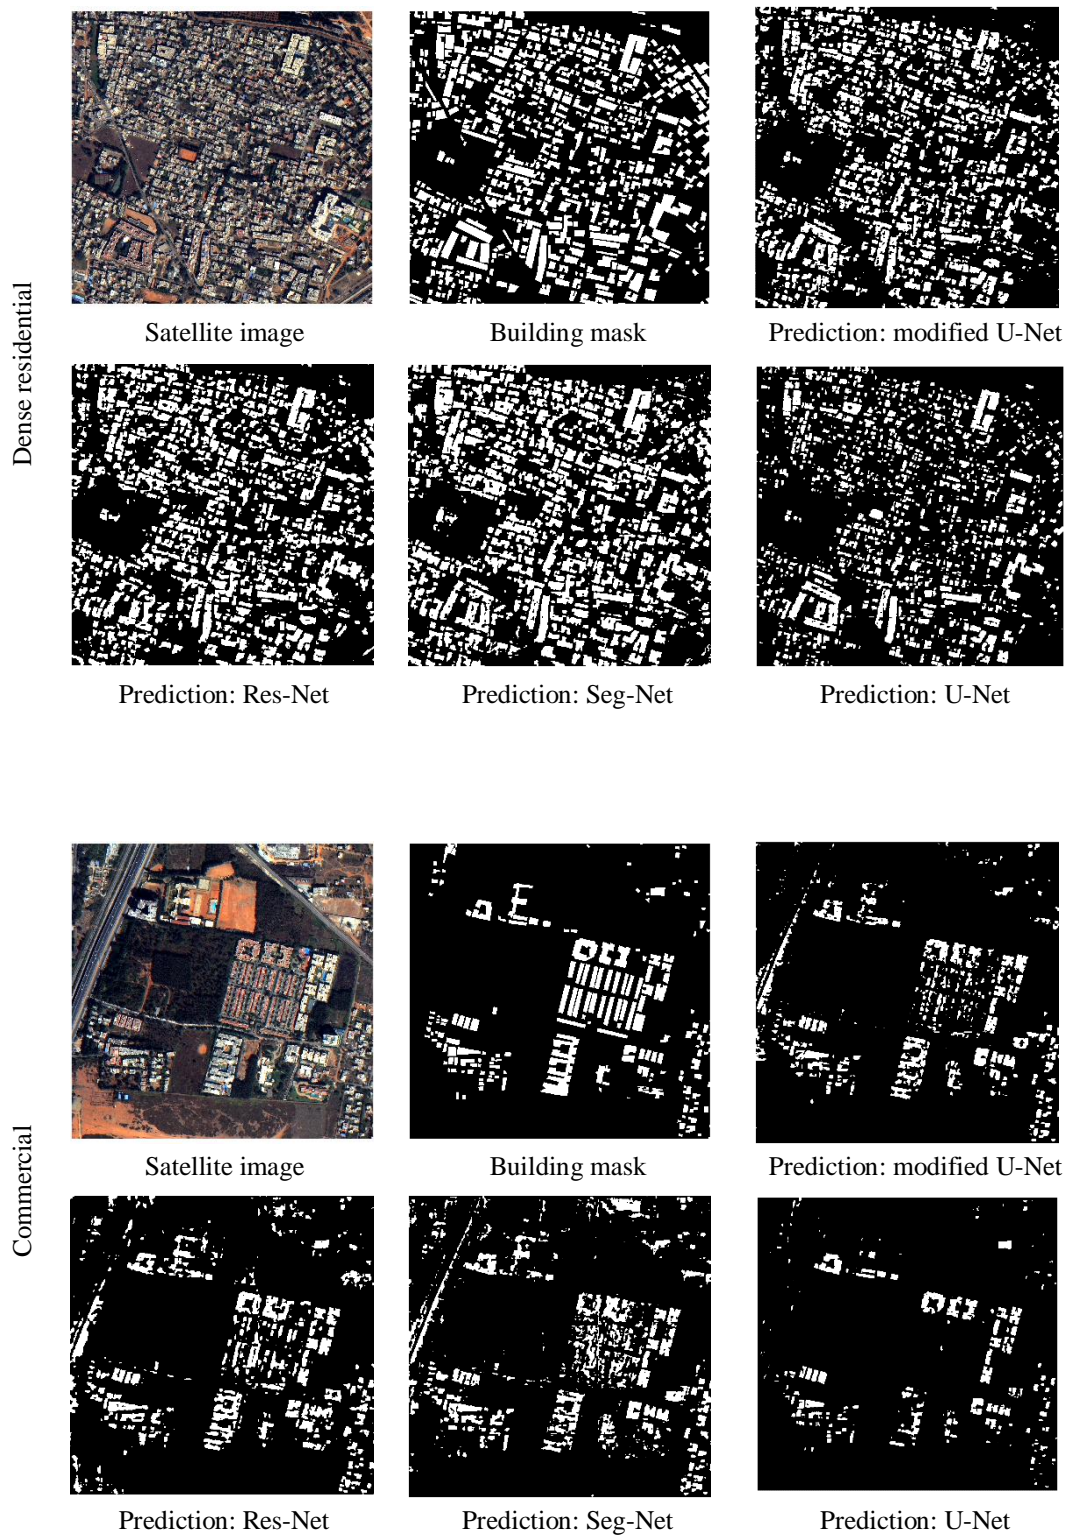 Dense residential
Satellite image
Building mask
Prediction: modified U-Net
Prediction: Res-Net
Prediction: Seg-Net
Prediction: U-Net
Commercial
Satellite image
Building mask
Prediction: modified U-Net
Prediction: Res-Net
Prediction: Seg-Net
Prediction: U-Net